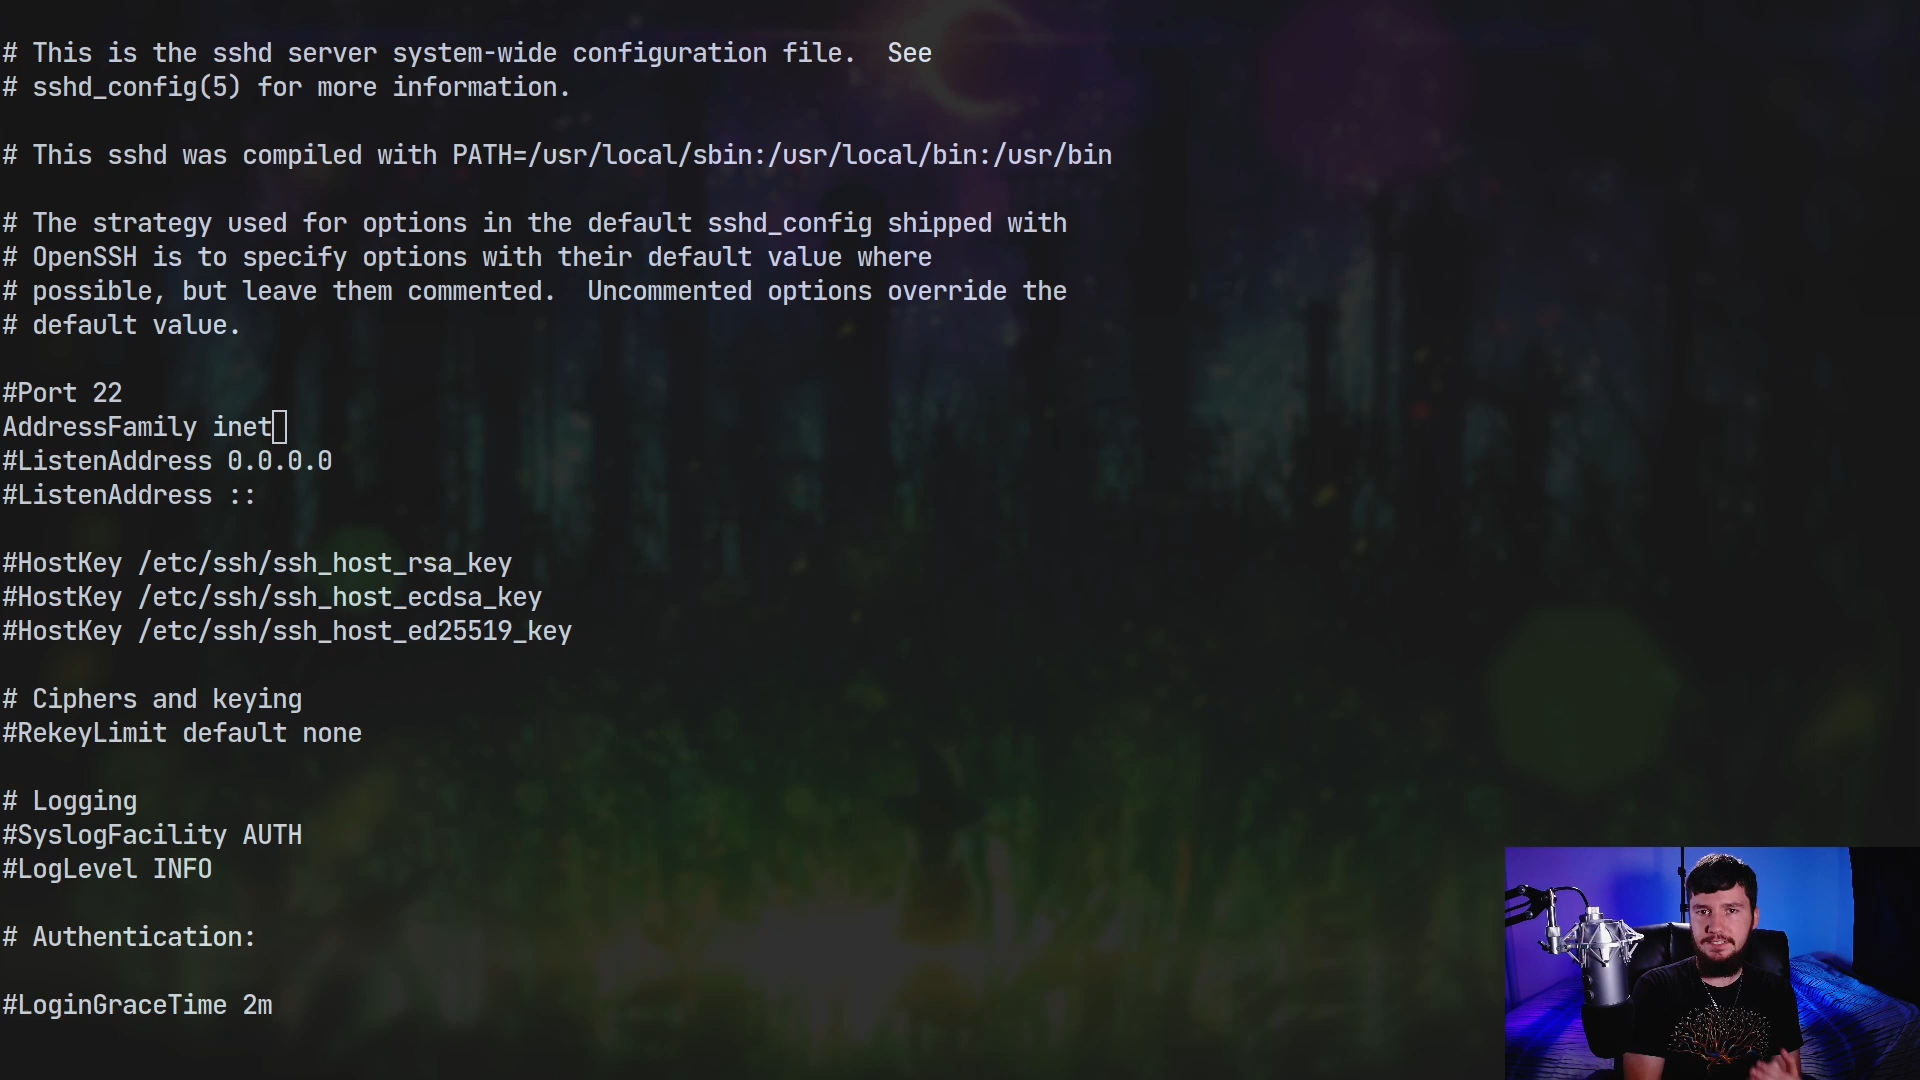 # This is the sshd server system-wide configuration file.  See
# sshd_config(5) for more information.
# This sshd was compiled with PATH=/usr/local/sbin:/usr/local/bin:/usr/bin
# The strategy used for options in the default sshd_config shipped with
# OpenSSH is to specify options with their default value where
# possible, but leave them commented.  Uncommented options override the
# default value.
#Port 22
AddressFamily inet
#ListenAddress 0.0.0.0
#ListenAddress ::
#HostKey /etc/ssh/ssh_host_rsa_key
#HostKey /etc/ssh/ssh_host_ecdsa_key
#HostKey /etc/ssh/ssh_host_ed25519_key
# Ciphers and keying
#RekeyLimit default none
# Logging
#SyslogFacility AUTH
#LogLevel INFO
# Authentication:
#LoginGraceTime 2m